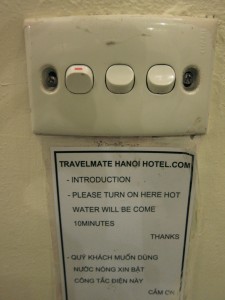 TRAVELMATE HANOI HOTEL.COM
- INTRODUCTION
- PLEASE TURN ON HERE HOT
WATER WILL BE COME
10MINUTES
THANKS
- QUÝ KHÁCH MUỐN DÙNG
NƯỚC NÓNG XIN BẬT
CÔNG TẮC ĐIỆN NÀY
CẢM ƠN